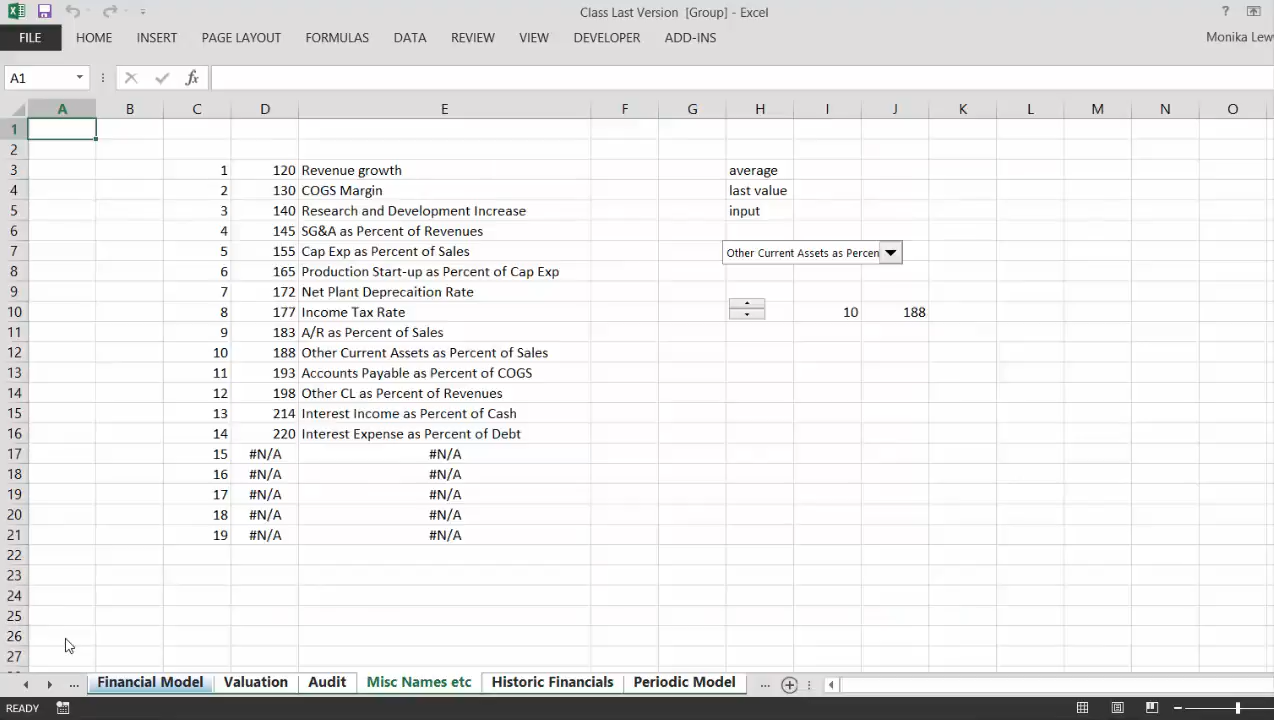 Class Last Version [Group] - Excel
?
FILE HOME INSERT PAGE LAYOUT FORMULAS DATA REVIEW VIEW DEVELOPER ADD-INS Monika Lew
A1 fx
A B C D E F G H I J K L M N O
1
2
3 1 120 Revenue growth average
4 2 130 COGS Margin last value
5 3 140 Research and Development Increase input
6 4 145 SG&A as Percent of Revenues
7 5 155 Cap Exp as Percent of Sales Other Current Assets as Percen
8 6 165 Production Start-up as Percent of Cap Exp
9 7 172 Net Plant Deprecaition Rate
10 8 177 Income Tax Rate 10 188
11 9 183 A/R as Percent of Sales
12 10 188 Other Current Assets as Percent of Sales
13 11 193 Accounts Payable as Percent of COGS
14 12 198 Other CL as Percent of Revenues
15 13 214 Interest Income as Percent of Cash
16 14 220 Interest Expense as Percent of Debt
17 15 #N/A #N/A
18 16 #N/A #N/A
19 17 #N/A #N/A
20 18 #N/A #N/A
21 19 #N/A #N/A
22
23
24
25
26
27
... Financial Model Valuation Audit Misc Names etc Historic Financials Periodic Model ...
READY